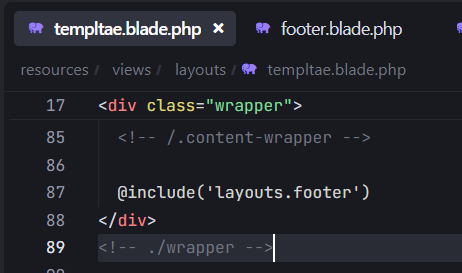 templtae.blade.php × footer.blade.php
resources / views / layouts / templtae.blade.php
17 <div class="wrapper">
85 <!-- /.content-wrapper -->
86
87 @include('layouts.footer')
88 </div>
89 <!-- ./wrapper -->